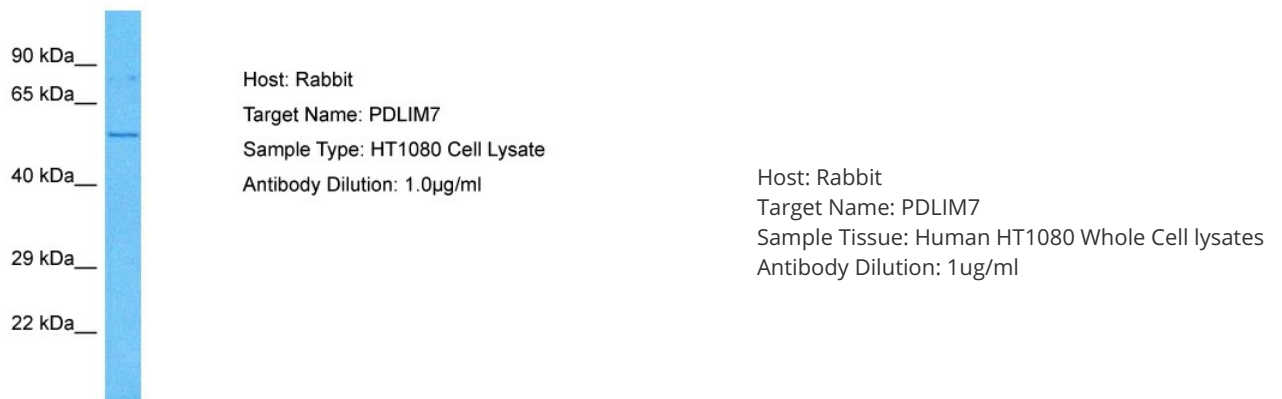 90 kDa__
65 kDa__
40 kDa__
29 kDa__
22 kDa__
Host: Rabbit
Target Name: PDLIM7
Sample Type: HT1080 Cell Lysate
Antibody Dilution: 1.0µg/ml
Host: Rabbit
Target Name: PDLIM7
Sample Tissue: Human HT1080 Whole Cell lysates
Antibody Dilution: 1ug/ml